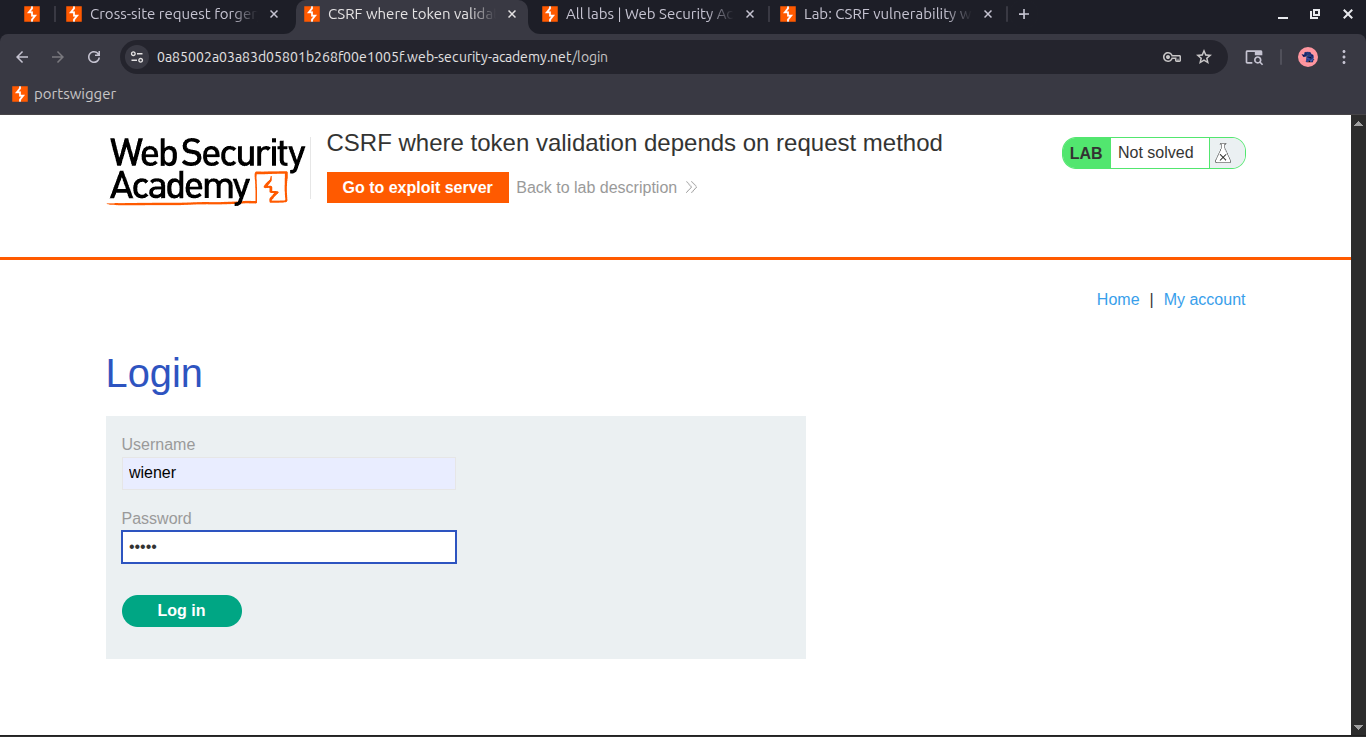 Cross-site request forger
CSRF where token valida
All labs | Web Security Ac
Lab: CSRF vulnerability w
0a85002a03a83d05801b268f00e1005f.web-security-academy.net/login
portswigger
WebSecurity
Academy
CSRF where token validation depends on request method
Go to exploit server
Back to lab description
LAB
Not solved
Home | My account
Login
Username
wiener
Password
•••••
Log in